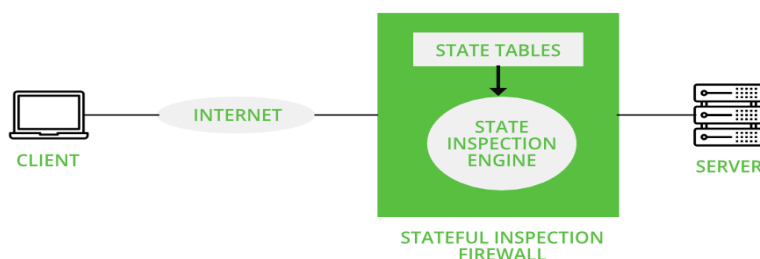 STATE TABLES
CLIENT
INTERNET
STATE
INSPECTION
ENGINE
SERVER
STATEFUL INSPECTION
FIREWALL